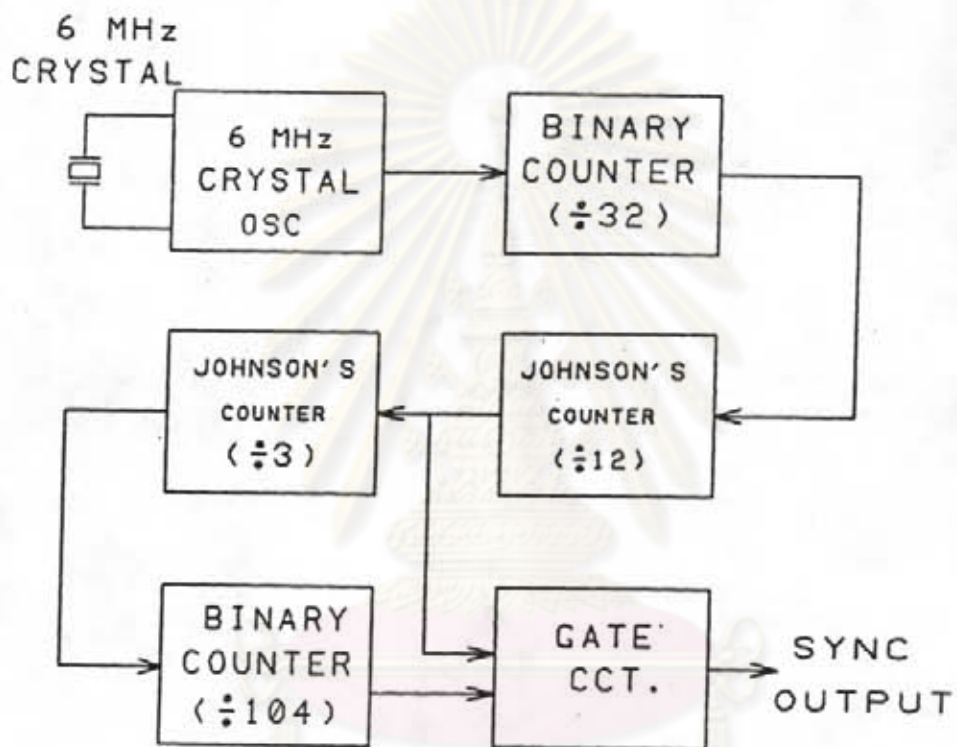 6 MHz
CRYSTAL
6 MHz
CRYSTAL
OSC
BINARY
COUNTER
(÷32)
JOHNSON'S
COUNTER
(÷3)
JOHNSON'S
COUNTER
(÷12)
BINARY
COUNTER
(÷104)
GATE
CCT.
SYNC
OUTPUT